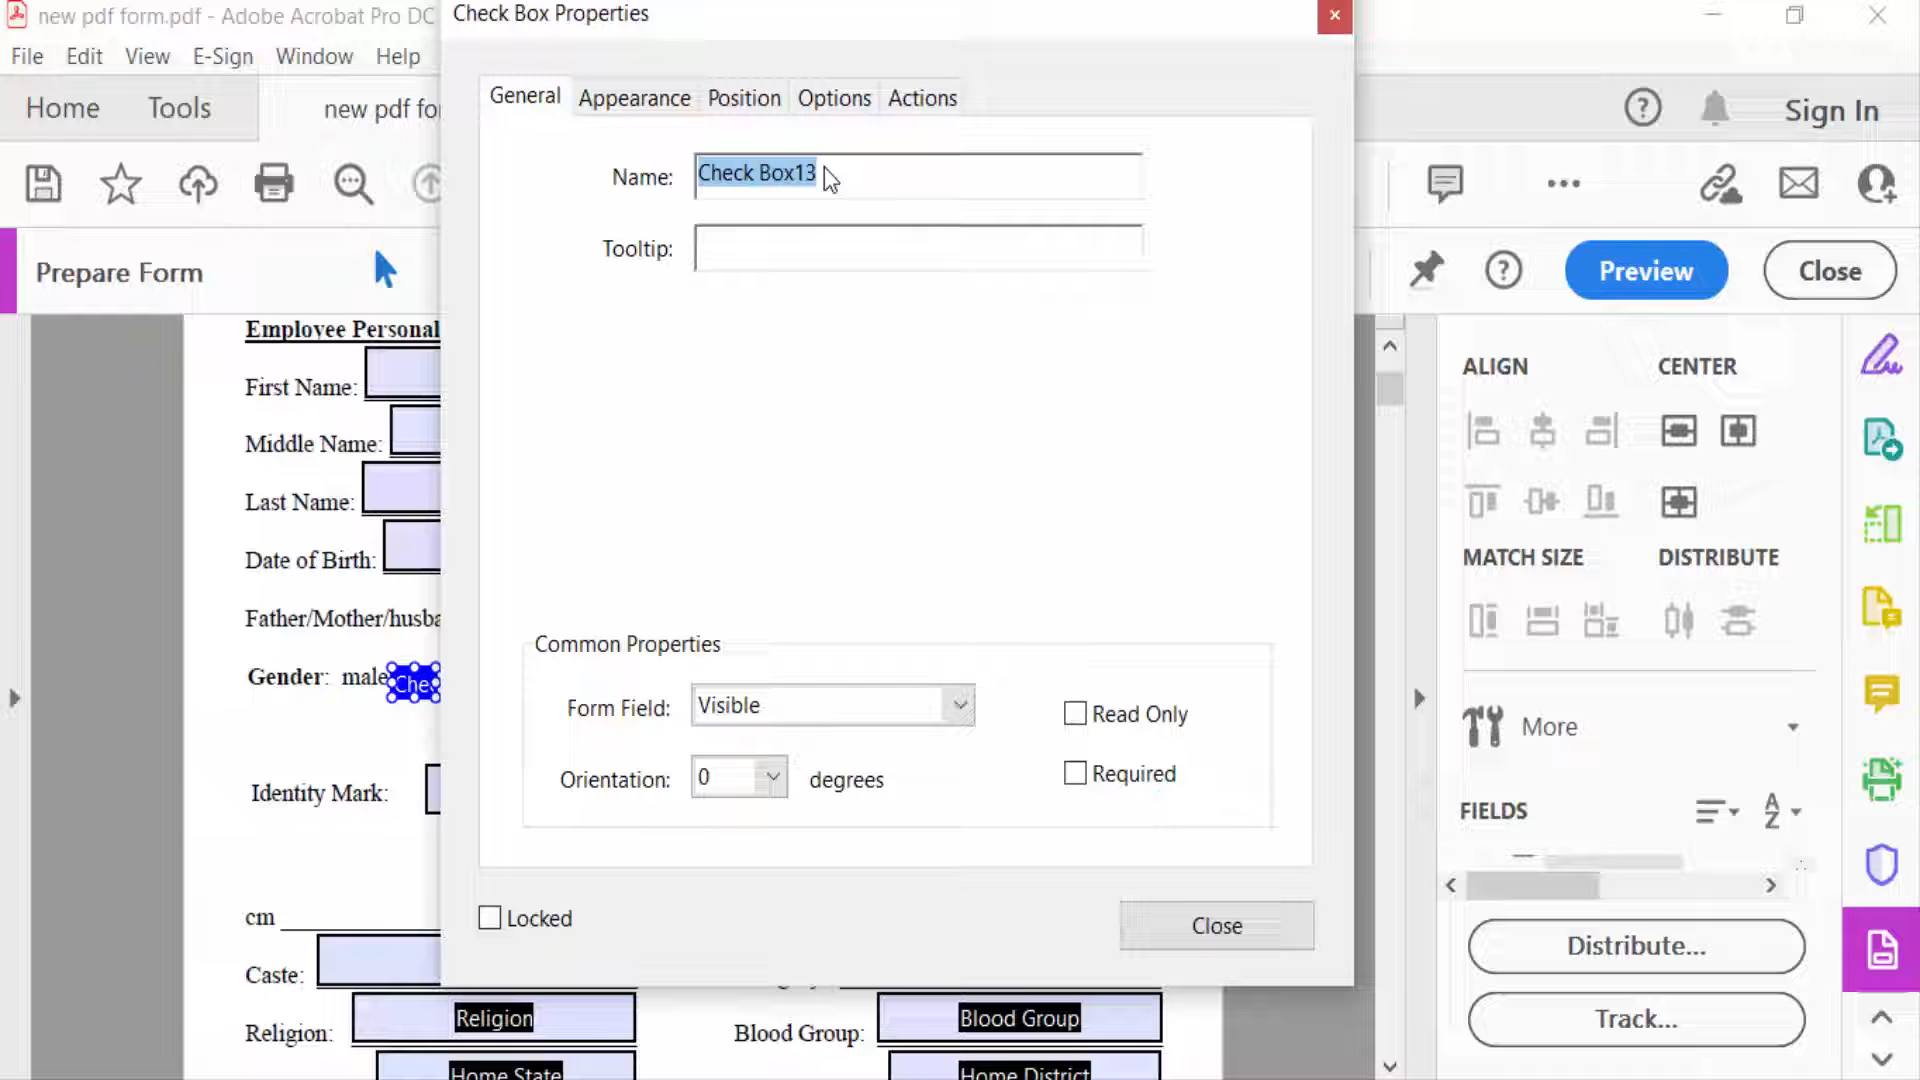 new pdf form.pdf - Adobe Acrobat Pro DC
File Edit View E-Sign Window Help
Home Tools new pdf for
Sign In
Prepare Form
Preview Close
Check Box Properties
General Appearance Position Options Actions
Name: Check Box13
Tooltip:
Common Properties
Form Field: Visible
Read Only
Orientation: 0 degrees
Required
Locked
Close
Employee Personal
First Name:
Middle Name:
Last Name:
Date of Birth:
Father/Mother/husba
Gender: male Che
Identity Mark:
cm
Caste:
Religion: Religion
Blood Group: Blood Group
Home State
Home District
ALIGN CENTER
MATCH SIZE DISTRIBUTE
More
FIELDS
Distribute...
Track...